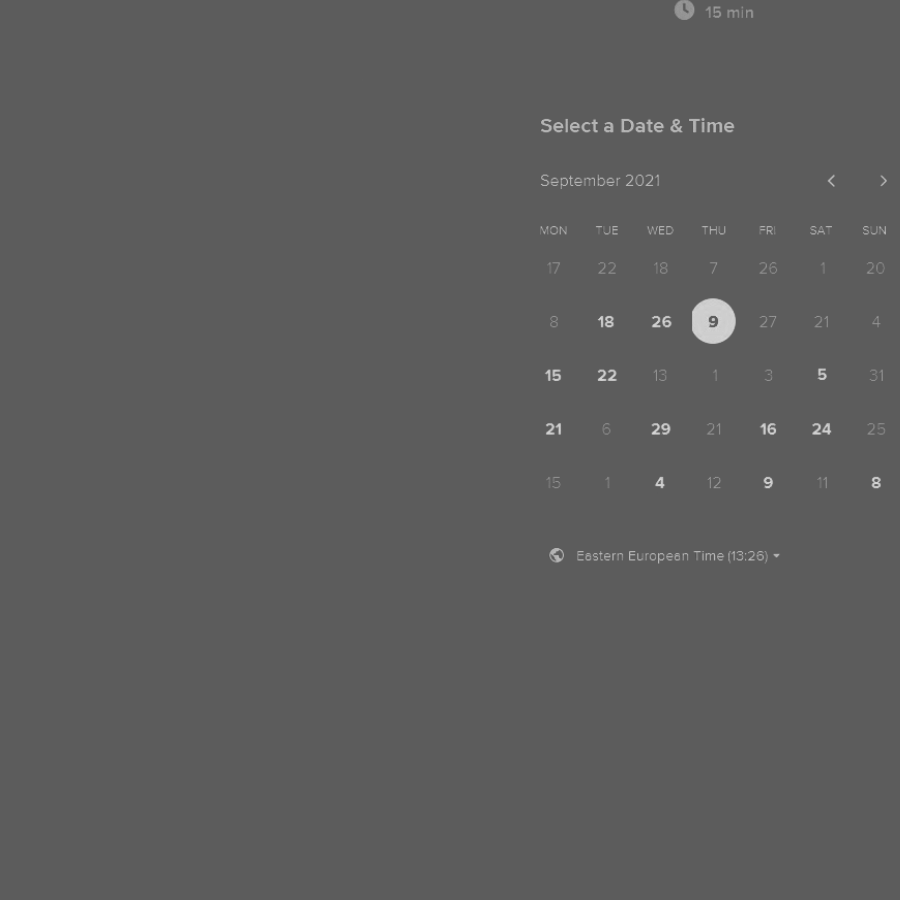 15 min
Select a Date & Time
September 2021
MON TUE WED THU FRI SAT SUN
17 22 18 7 26 1 20
8 18 26 9 27 21 4
15 22 13 1 3 5 31
21 6 29 21 16 24 25
15 1 4 12 9 11 8
Eastern European Time (13:26)